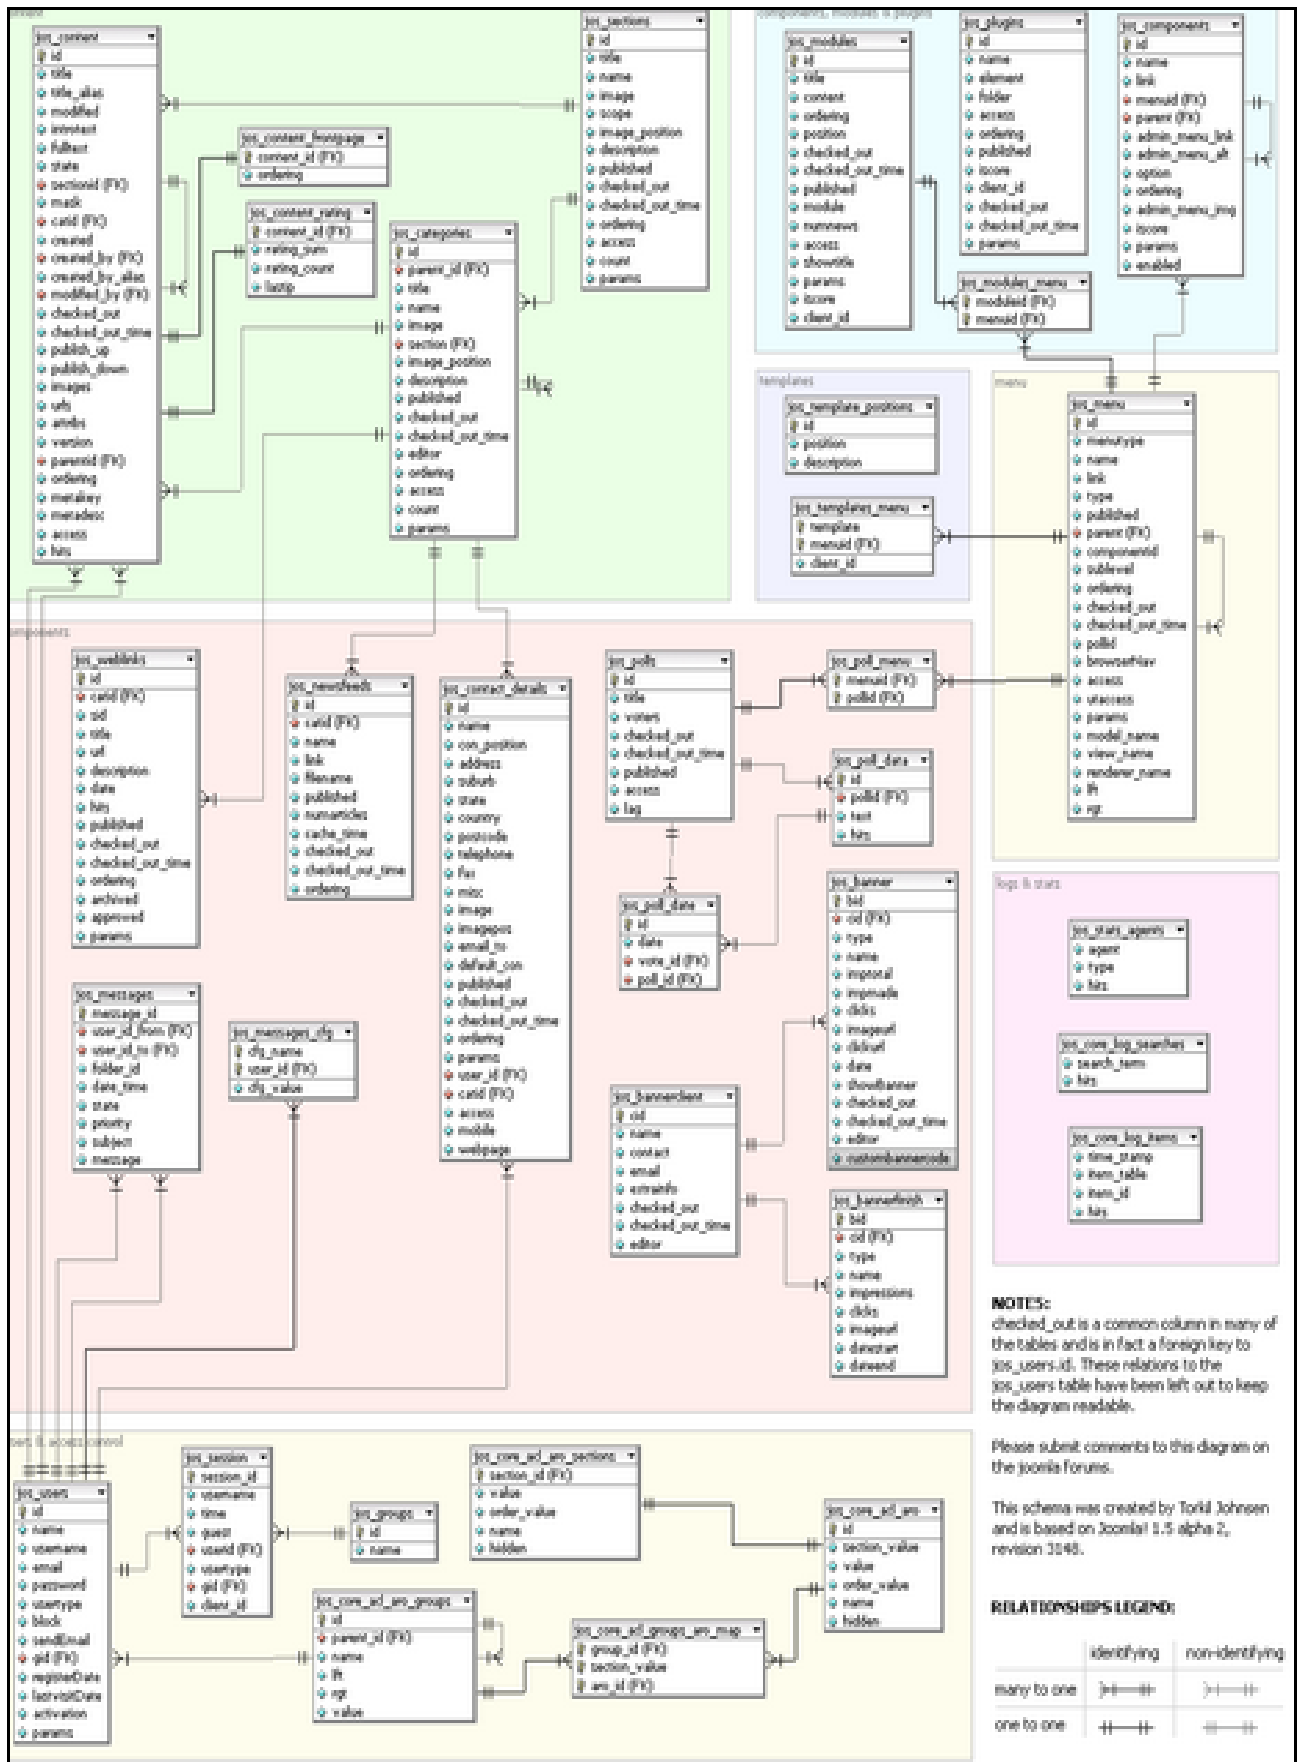 jos_content
id
title
title_alias
modified
introtext
fulltext
state
sectionid (FK)
mask
catid (FK)
created
created_by (FK)
created_by_alias
modified_by (FK)
checked_out
checked_out_time
publish_up
publish_down
images
urls
attribs
version
parentid (FK)
ordering
metakey
metadesc
access
hits
jos_content_frontpage
content_id (FK)
ordering
jos_content_rating
content_id (FK)
rating_sum
rating_count
lastip
jos_categories
id
parent_id (FK)
title
name
image
section (FK)
image_position
description
published
checked_out
checked_out_time
editor
ordering
access
count
params
jos_sections
id
title
name
image
scope
image_position
description
published
checked_out
checked_out_time
ordering
access
count
params
components, modules & plugins
jos_modules
id
title
content
ordering
position
checked_out
checked_out_time
published
module
numnews
access
showtitle
params
iscore
client_id
jos_plugins
id
name
element
folder
access
ordering
published
iscore
client_id
checked_out
checked_out_time
params
jos_components
id
name
link
menuid (FK)
parent (FK)
admin_menu_link
admin_menu_alt
option
ordering
admin_menu_img
iscore
params
enabled
jos_modules_menu
moduleid (FK)
menuid (FK)
templates
jos_template_positions
id
position
description
jos_templates_menu
template
menuid (FK)
client_id
menu
jos_menu
id
menutype
name
link
type
published
parent (FK)
componentid
sublevel
ordering
checked_out
checked_out_time
pollid
browserNav
access
utaccess
params
model_name
view_name
renderer_name
lft
rgt
omponents
jos_weblinks
id
catid (FK)
sid
title
url
description
date
hits
published
checked_out
checked_out_time
ordering
archived
approved
params
jos_newsfeeds
id
catid (FK)
name
link
filename
published
numarticles
cache_time
checked_out
checked_out_time
ordering
jos_contact_details
id
name
con_position
address
suburb
state
country
postcode
telephone
fax
misc
image
imagepos
email_to
default_con
published
checked_out
checked_out_time
ordering
params
user_id (FK)
catid (FK)
access
mobile
webpage
jos_polls
id
title
voters
checked_out
checked_out_time
published
access
lag
jos_poll_menu
menuid (FK)
pollid (FK)
jos_poll_data
id
pollid (FK)
text
hits
jos_poll_date
id
date
vote_id (FK)
poll_id (FK)
jos_banner
bid
cid (FK)
type
name
imptotal
impmade
clicks
imageurl
clickurl
date
showBanner
checked_out
checked_out_time
editor
custombannercode
jos_messages
message_id
user_id_from (FK)
user_id_to (FK)
folder_id
date_time
state
priority
subject
message
jos_messages_cfg
cfg_name
user_id (FK)
cfg_value
jos_bannerclient
cid
name
contact
email
extrainfo
checked_out
checked_out_time
editor
jos_bannerfinish
bid
cid (FK)
type
name
impressions
clicks
imageurl
datestart
dateend
logs & stats
jos_stats_agents
agent
type
hits
jos_core_log_searches
search_term
hits
jos_core_log_items
time_stamp
item_table
item_id
hits
NOTES:
checked_out is a common column in many of
the tables and is in fact a foreign key to
jos_users.id. These relations to the
jos_users table have been left out to keep
the diagram readable.
Please submit comments to this diagram on
the joomla forums.
This schema was created by Torkil Johnsen
and is based on Joomla! 1.5 alpha 2,
revision 3148.
RELATIONSHIPS LEGEND:
identifying non-identifying
many to one
one to one
access control
jos_users
id
name
username
email
password
usertype
block
sendEmail
gid (FK)
registerDate
lastvisitDate
activation
params
jos_session
session_id
username
time
guest
userid (FK)
usertype
gid (FK)
client_id
jos_groups
id
name
jos_core_acl_aro_sections
section_id (FK)
value
order_value
name
hidden
jos_core_acl_aro_groups
id
parent_id (FK)
name
lft
rgt
value
jos_core_acl_groups_aro_map
group_id (FK)
section_value
aro_id (FK)
jos_core_acl_aro
id
section_value
value
order_value
name
hidden